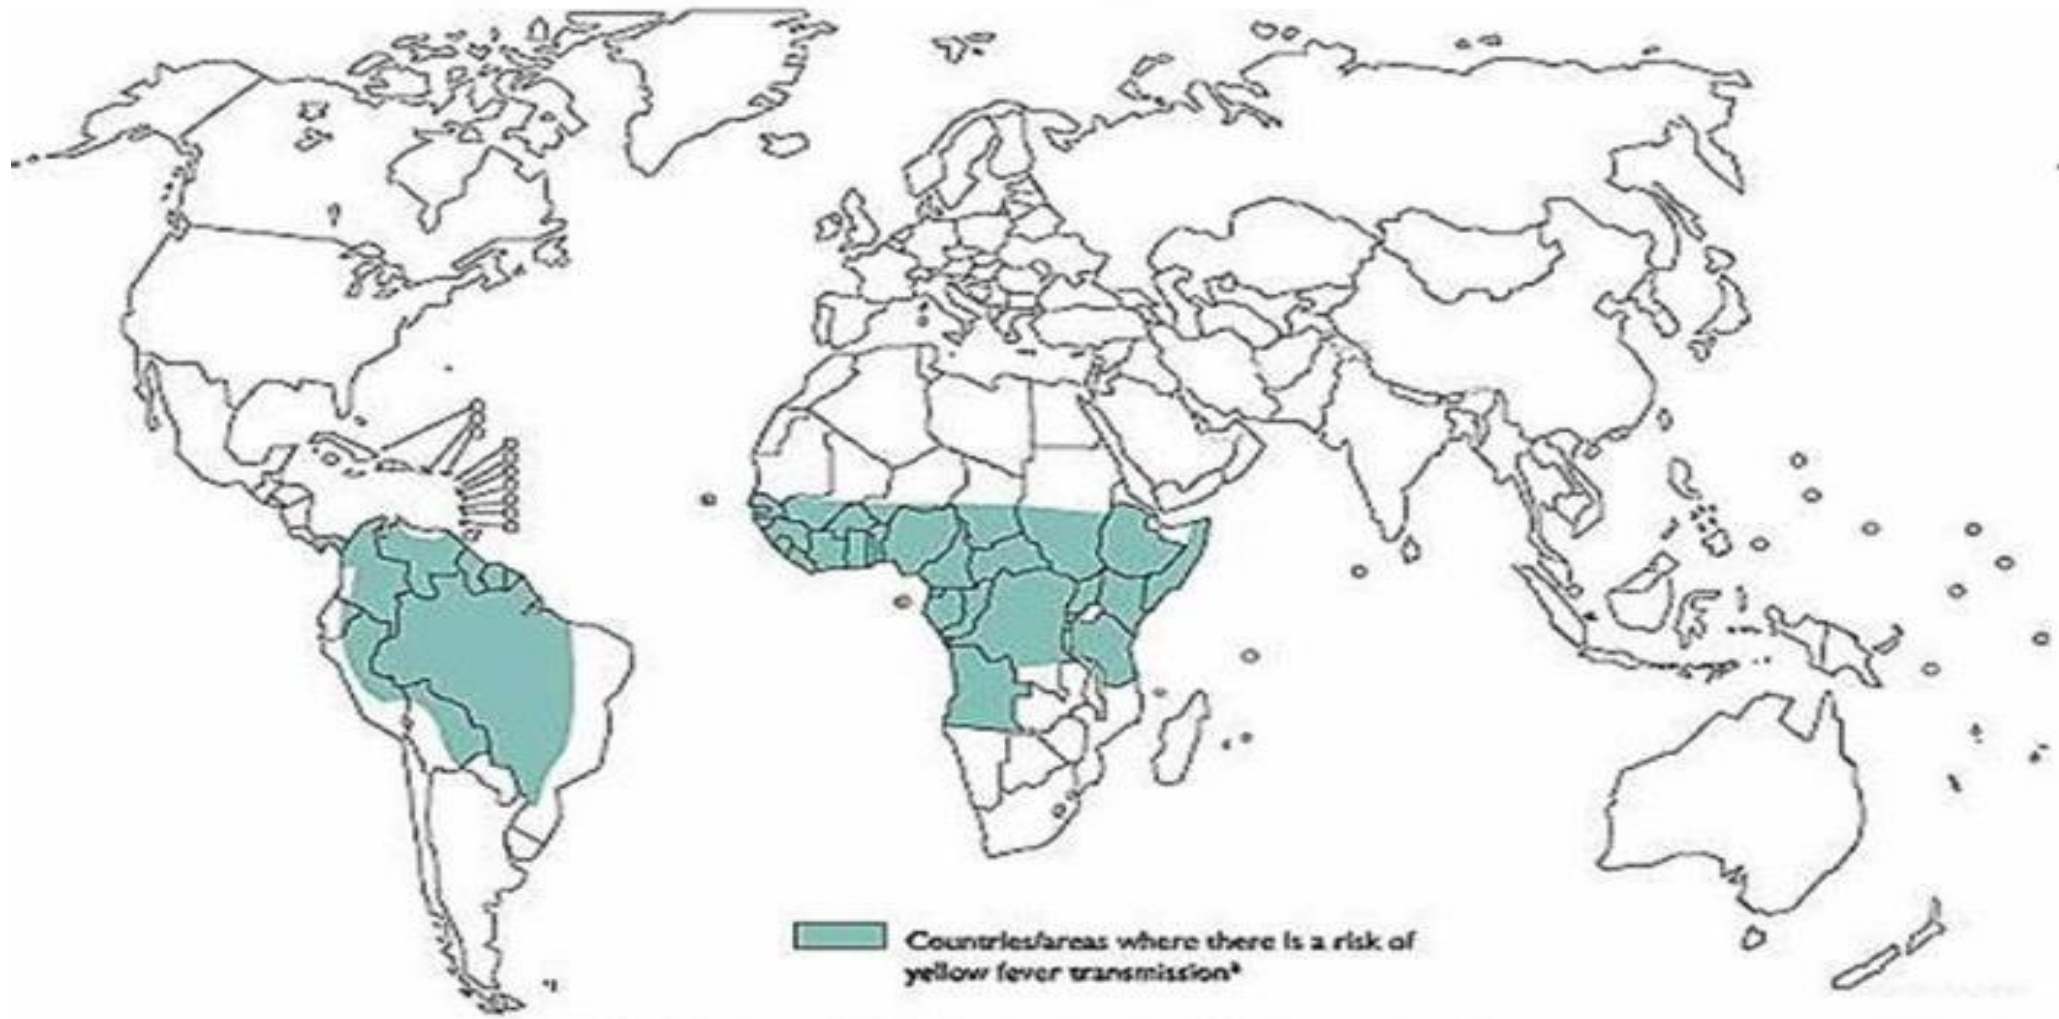 Countries/areas where there is a risk of
yellow fever transmission*